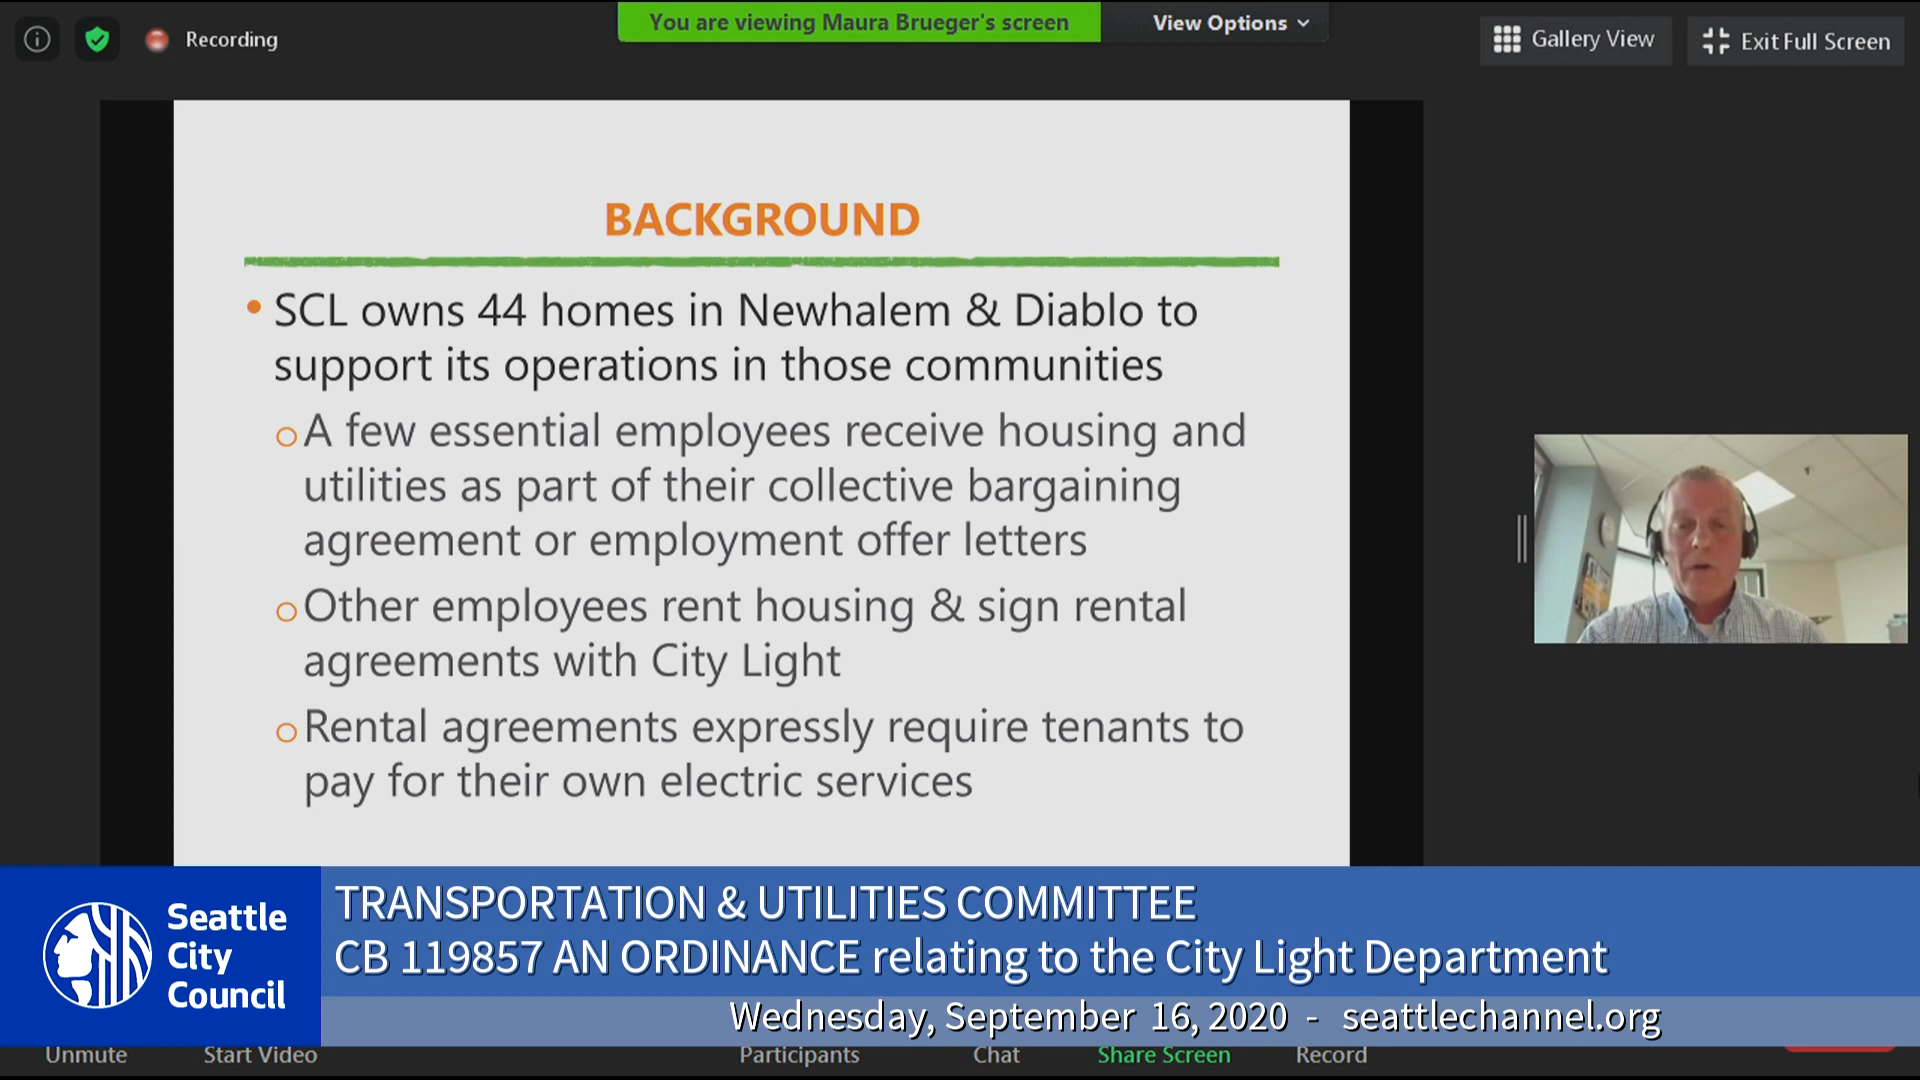 You are viewing Maura Brueger's screen
View Options
Recording
Gallery View
Exit Full Screen
BACKGROUND
• SCL owns 44 homes in Newhalem & Diablo to
support its operations in those communities
o A few essential employees receive housing and
utilities as part of their collective bargaining
agreement or employment offer letters
o Other employees rent housing & sign rental
agreements with City Light
o Rental agreements expressly require tenants to
pay for their own electric services
Seattle
City
Council
TRANSPORTATION & UTILITIES COMMITTEE
CB 119857 AN ORDINANCE relating to the City Light Department
Wednesday, September 16, 2020 - seattlechannel.org
Unmute
Start Video
Participants
Chat
Share Screen
Record